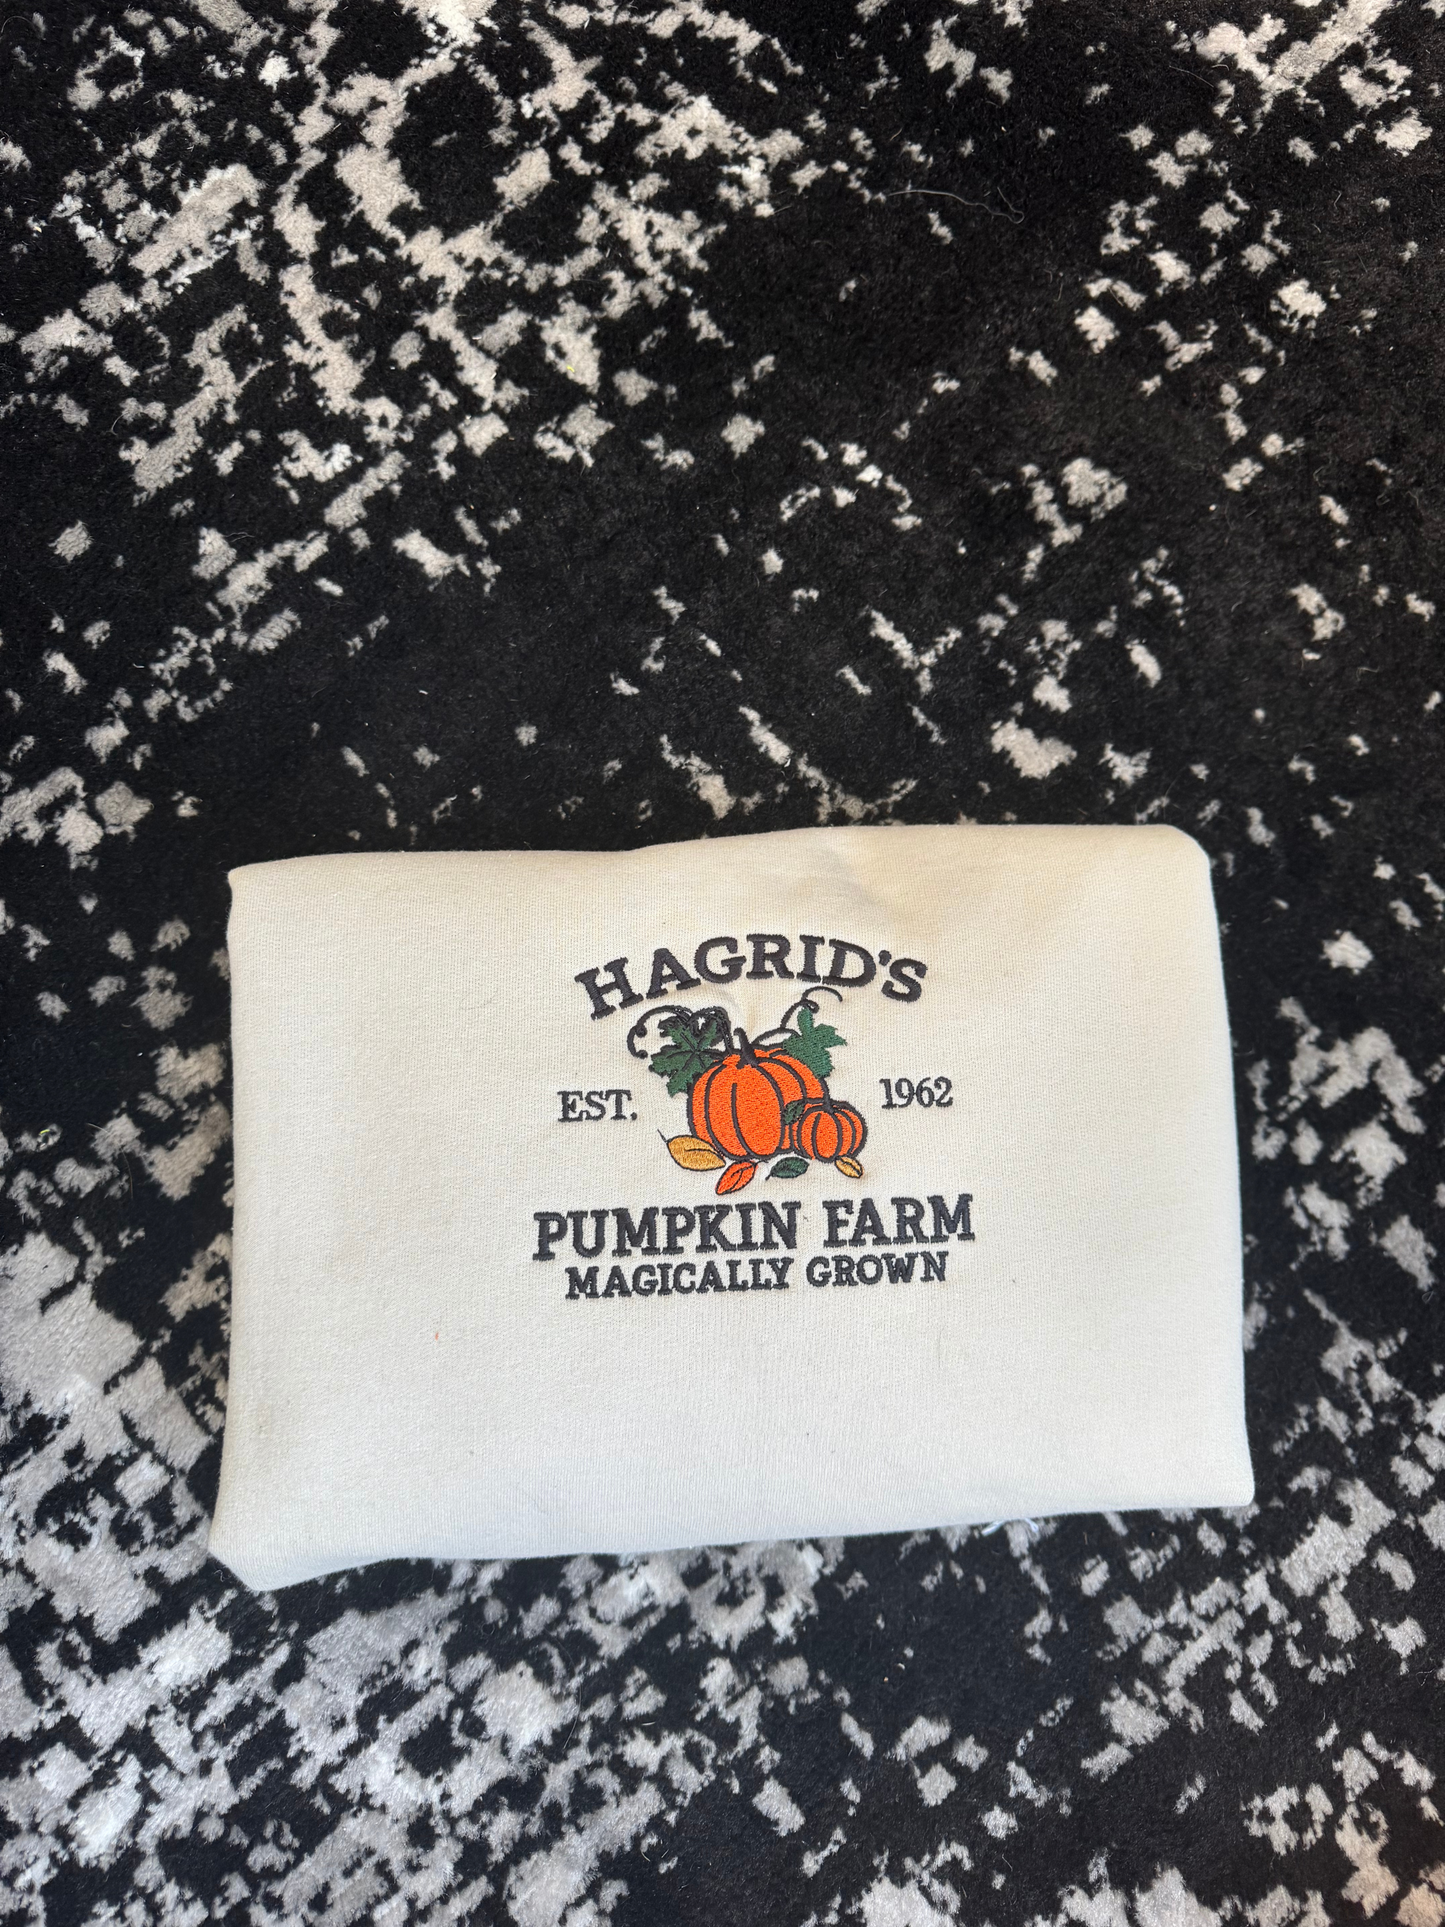 HAGRID'S
EST. 1962
PUMPKIN FARM
MAGICALLY GROWN